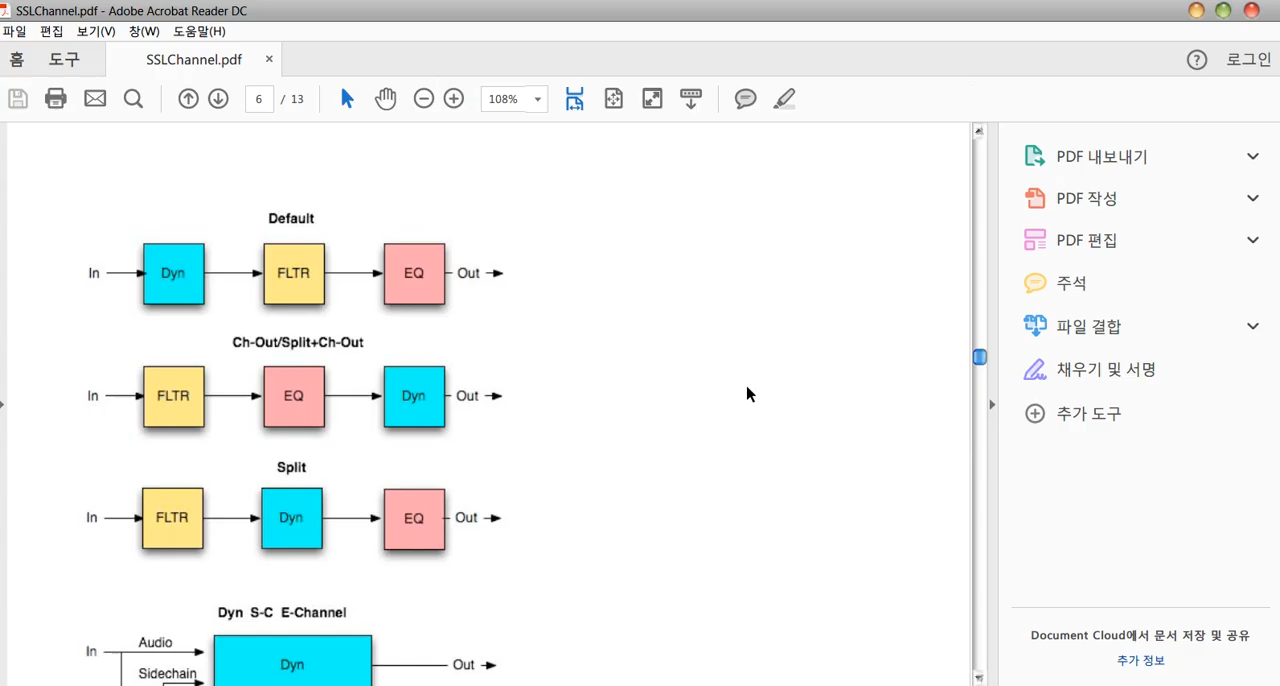 SSLChannel.pdf - Adobe Acrobat Reader DC
파일 편집 보기(V) 창(W) 도움말(H)
홈 도구 SSLChannel.pdf × ? 로그인
6 / 13 108%
Default
In Dyn FLTR EQ Out
Ch-Out/Split+Ch-Out
In FLTR EQ Dyn Out
Split
In FLTR Dyn EQ Out
Dyn S-C E-Channel
In Audio Dyn Out
Sidechain
PDF 내보내기
PDF 작성
PDF 편집
주석
파일 결합
채우기 및 서명
추가 도구
Document Cloud에서 문서 저장 및 공유
추가 정보